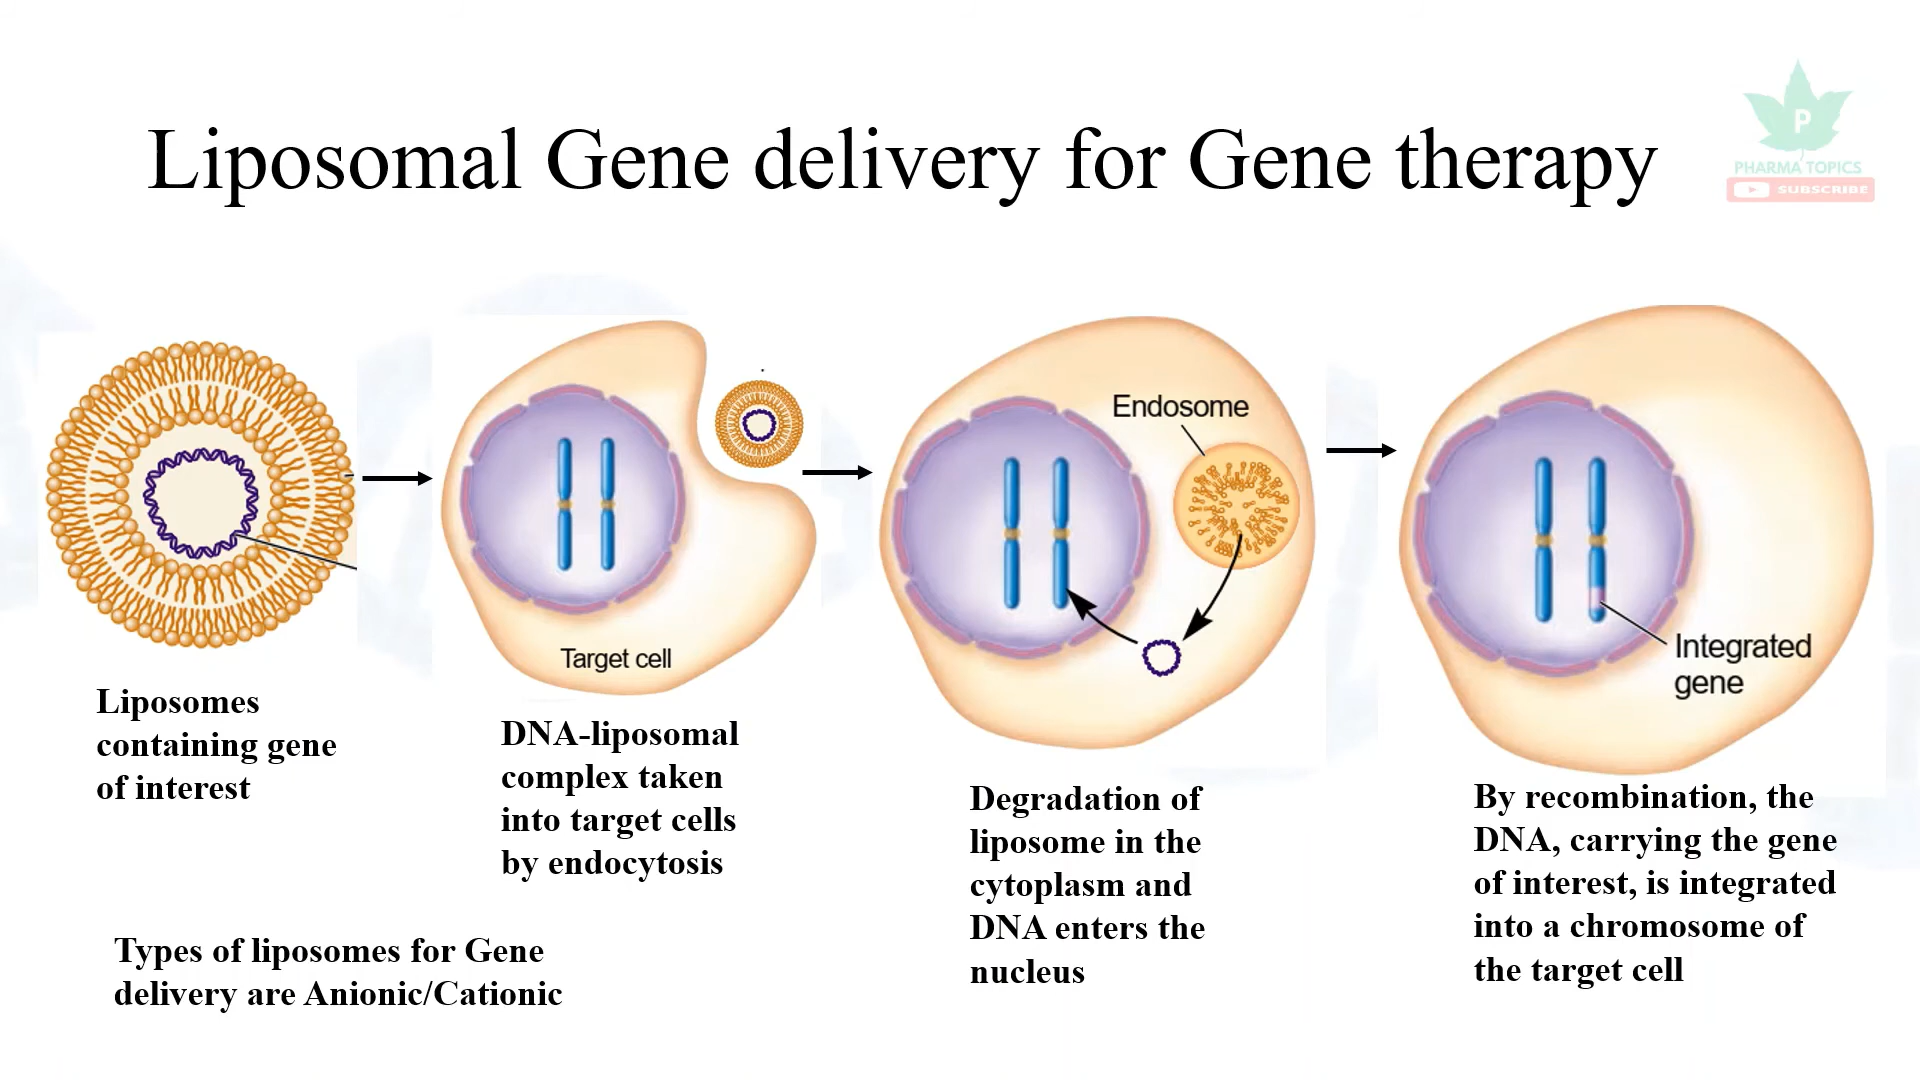 Liposomal Gene delivery for Gene therapy
P
PHARMA TOPICS
SUBSCRIBE
Liposomes
containing gene
of interest
Target cell
DNA-liposomal
complex taken
into target cells
by endocytosis
Endosome
Degradation of
liposome in the
cytoplasm and
DNA enters the
nucleus
Integrated
gene
By recombination, the
DNA, carrying the gene
of interest, is integrated
into a chromosome of
the target cell
Types of liposomes for Gene
delivery are Anionic/Cationic